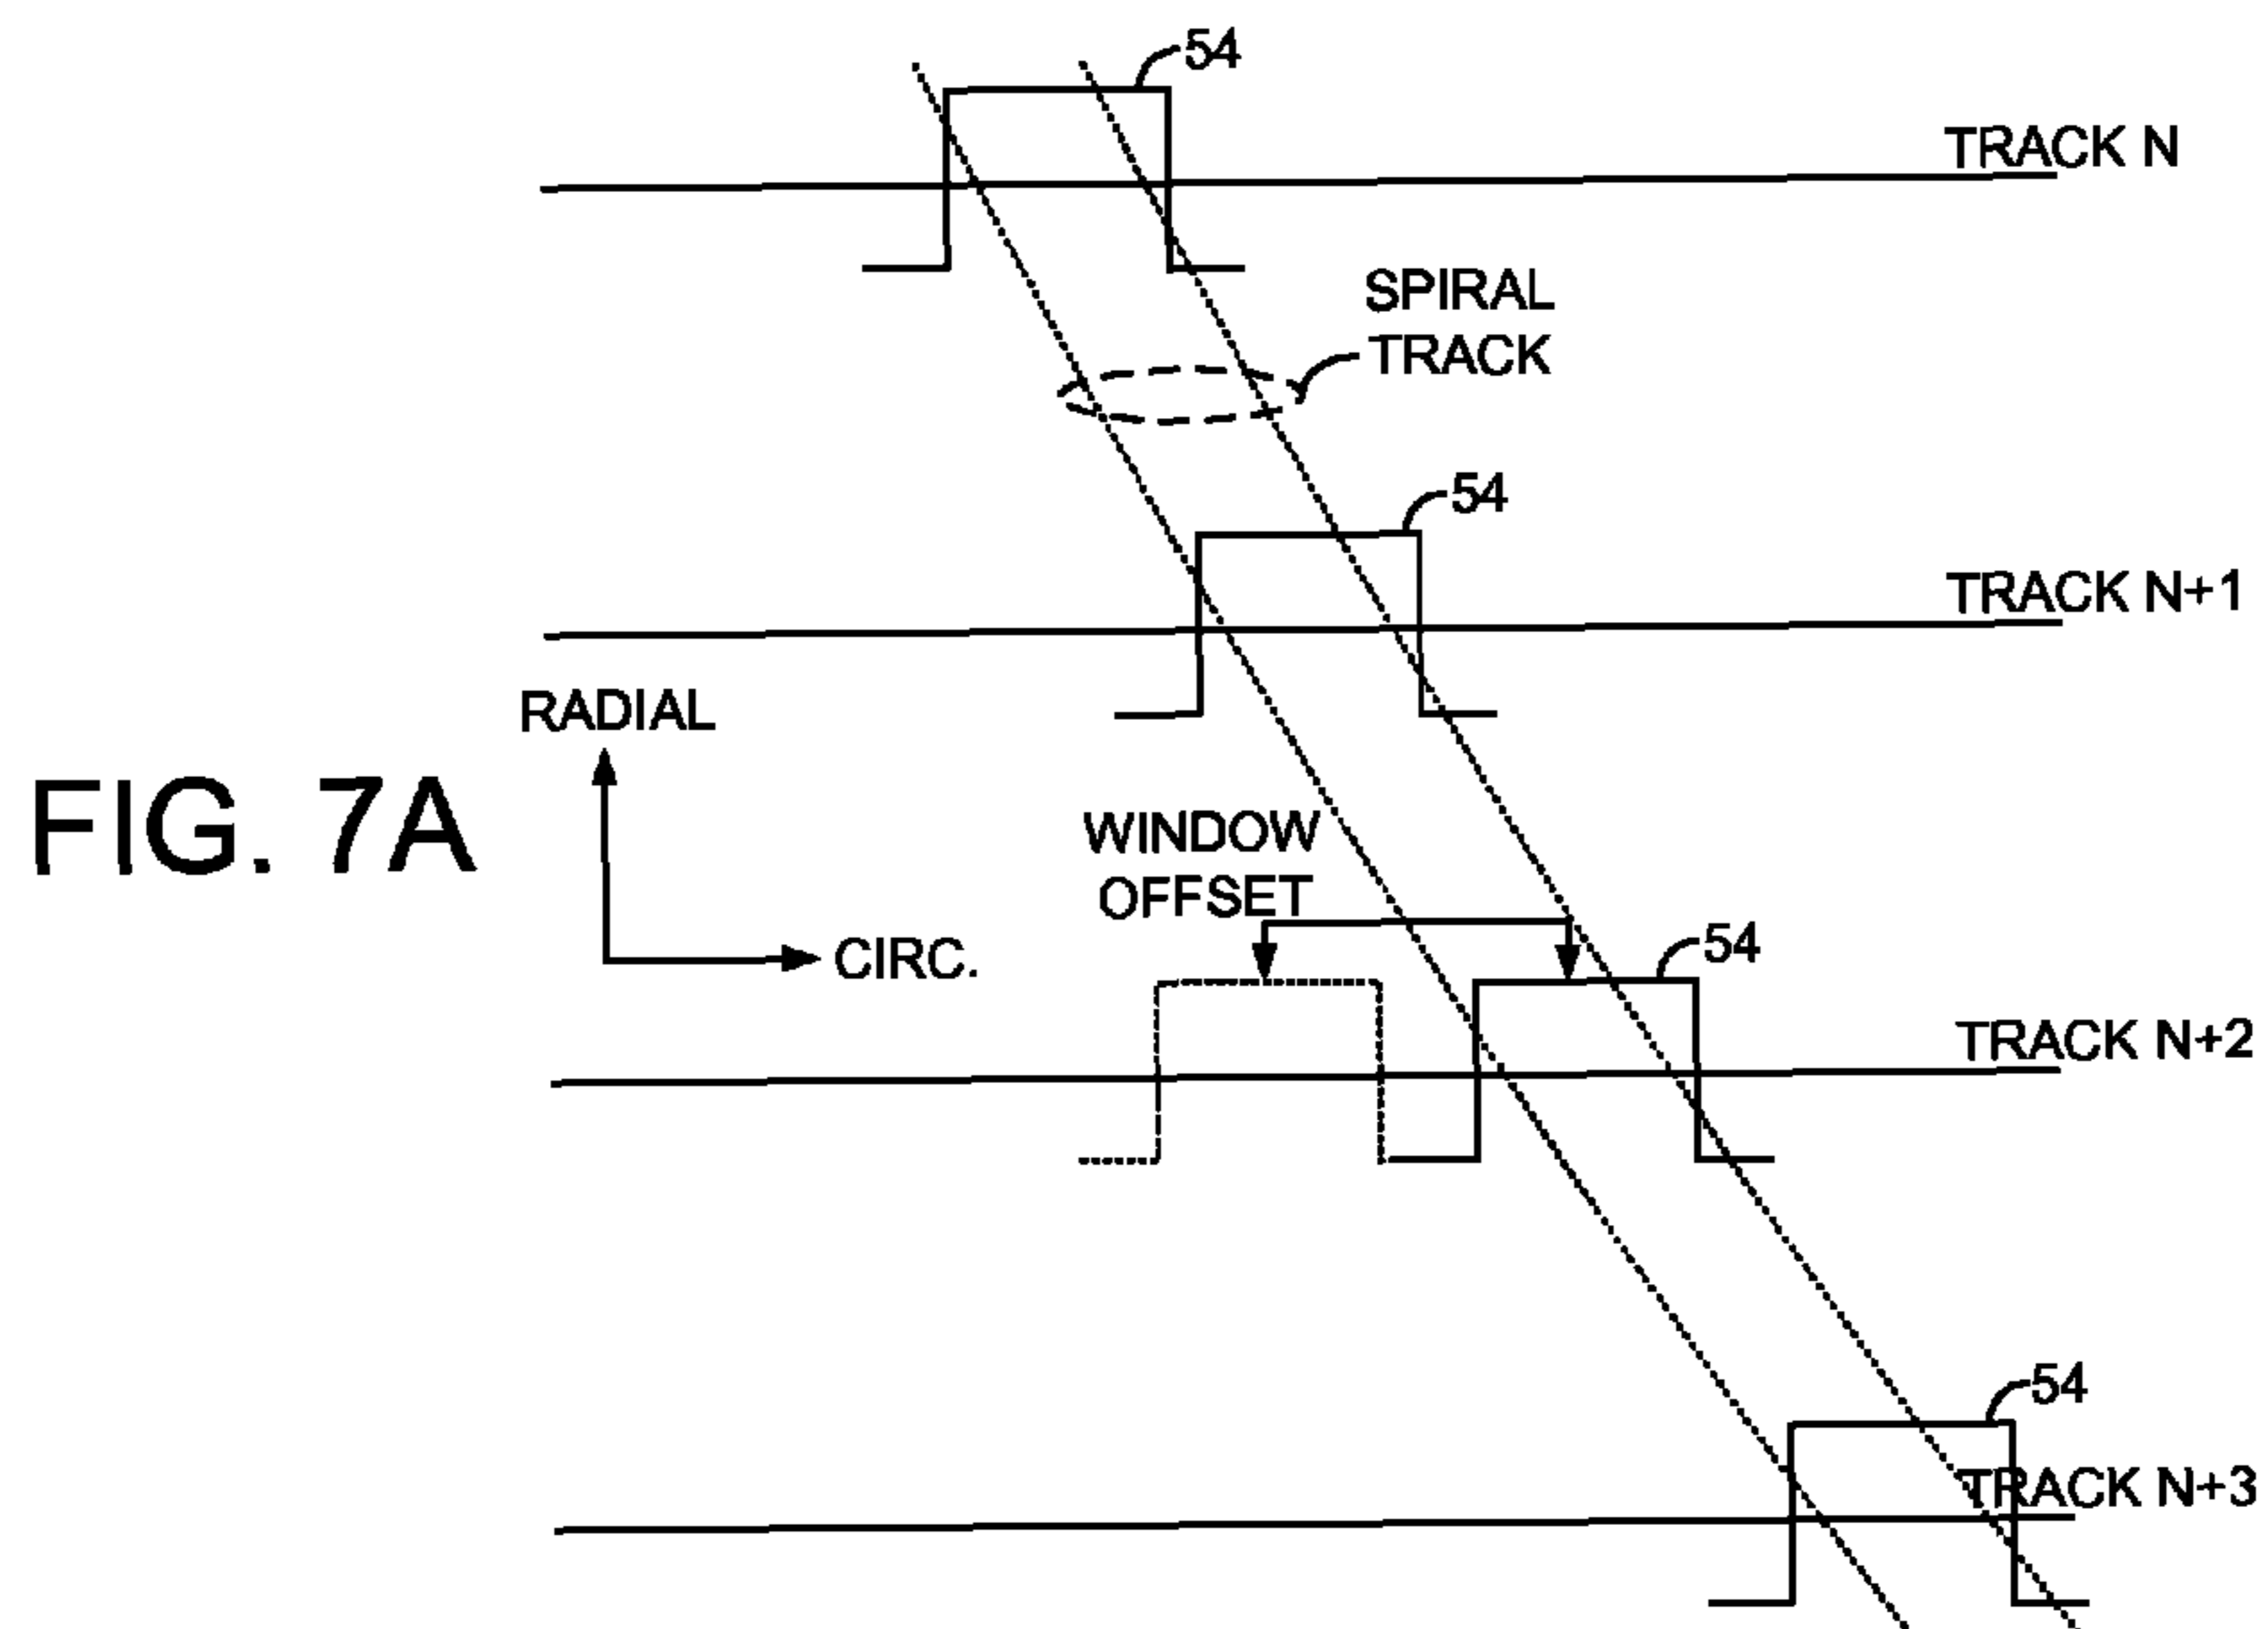 54
TRACK N
SPIRAL
TRACK
54
TRACK N+1
RADIAL
FIG. 7A
WINDOW
OFFSET
CIRC.
54
TRACK N+2
54
TRACK N+3